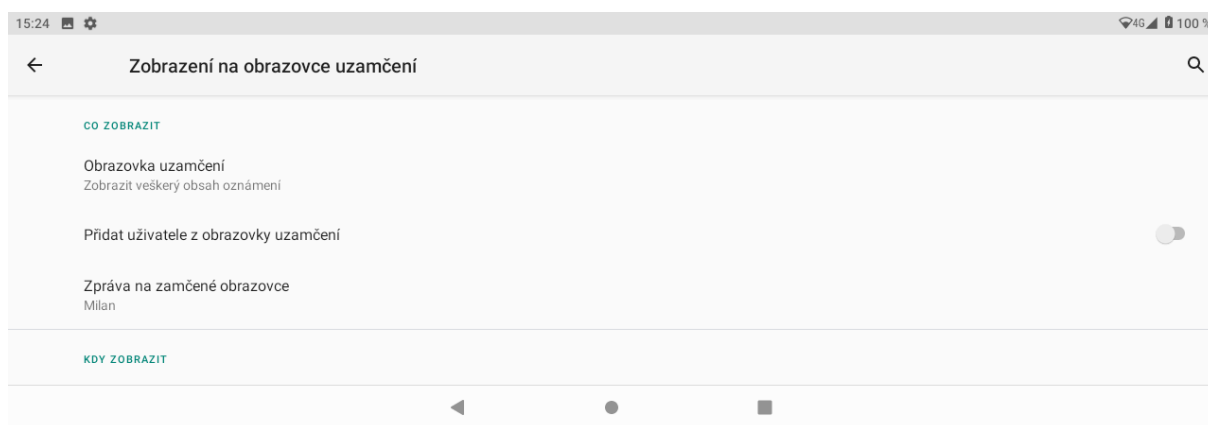 15:24 4G 100 %
Zobrazení na obrazovce uzamčení
CO ZOBRAZIT
Obrazovka uzamčení
Zobrazit veškerý obsah oznámení
Přidat uživatele z obrazovky uzamčení
Zpráva na zamčené obrazovce
Milan
KDY ZOBRAZIT